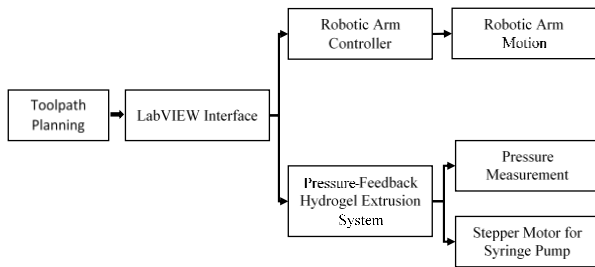 Robotic Arm
Controller
Robotic Arm
Motion
Toolpath
Planning
LabVIEW Interface
Pressure-Feedback
Hydrogel Extrusion
System
Pressure
Measurement
Stepper Motor for
Syringe Pump